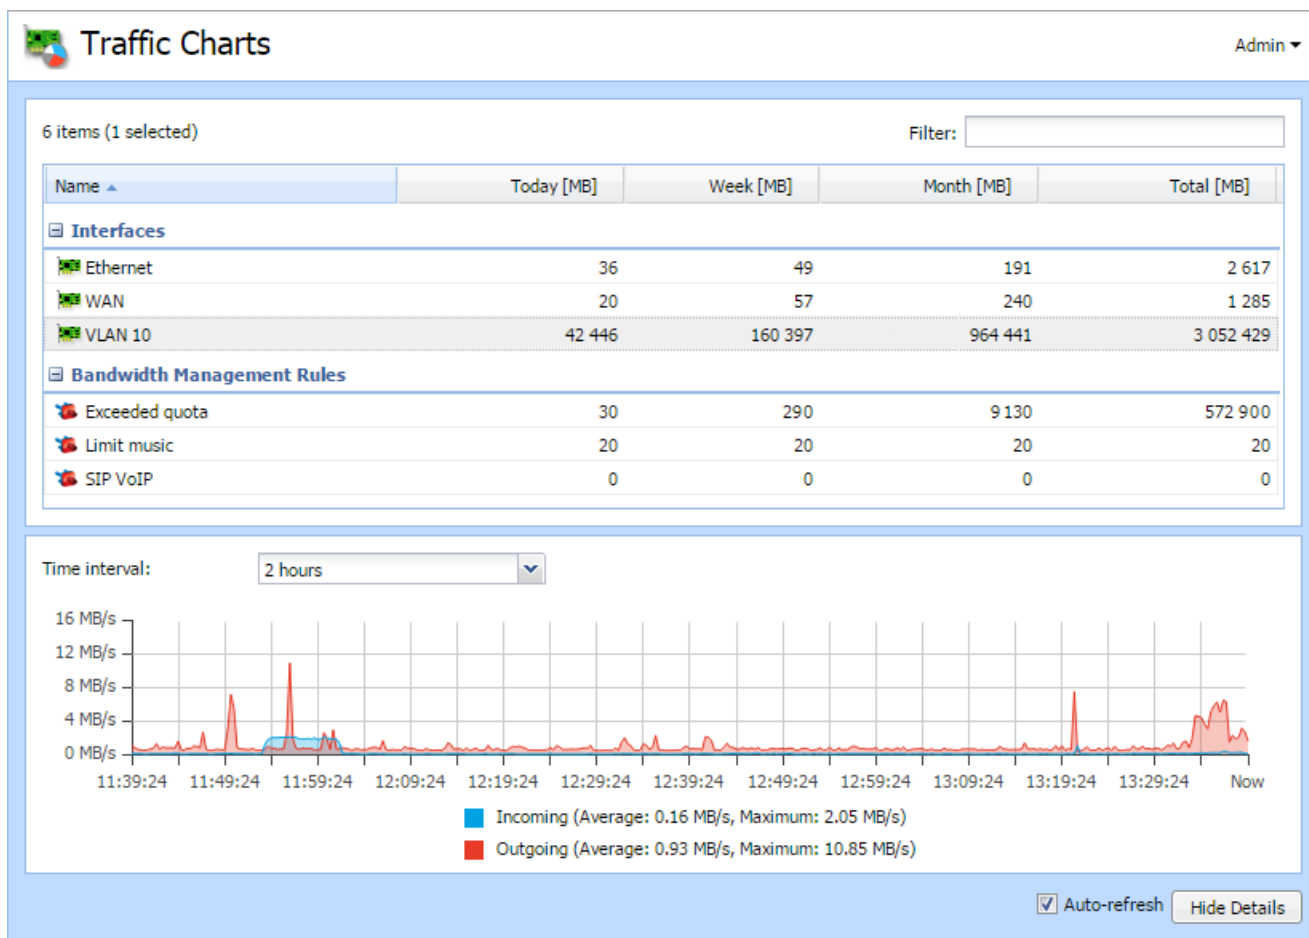 Traffic Charts
Admin
6 items (1 selected)
Filter:
Name Today [MB] Week [MB] Month [MB] Total [MB]
Interfaces
Ethernet 36 49 191 2 617
WAN 20 57 240 1 285
VLAN 10 42 446 160 397 964 441 3 052 429
Bandwidth Management Rules
Exceeded quota 30 290 9 130 572 900
Limit music 20 20 20 20
SIP VoIP 0 0 0 0
Time interval: 2 hours
16 MB/s
12 MB/s
8 MB/s
4 MB/s
0 MB/s
11:39:24 11:49:24 11:59:24 12:09:24 12:19:24 12:29:24 12:39:24 12:49:24 12:59:24 13:09:24 13:19:24 13:29:24 Now
Incoming (Average: 0.16 MB/s, Maximum: 2.05 MB/s)
Outgoing (Average: 0.93 MB/s, Maximum: 10.85 MB/s)
Auto-refresh Hide Details